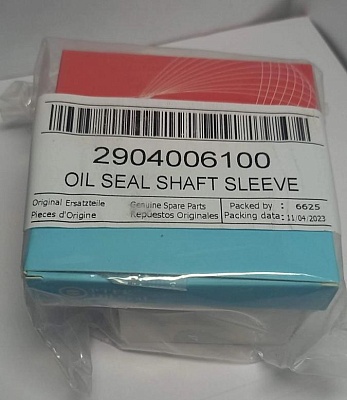 2904006100
OIL SEAL SHAFT SLEEVE
Original Ersatzteile Genuine Spare Parts Packed by : 6625
Pieces d'Origine Repuestos Originales Packing data: 11/04/2023